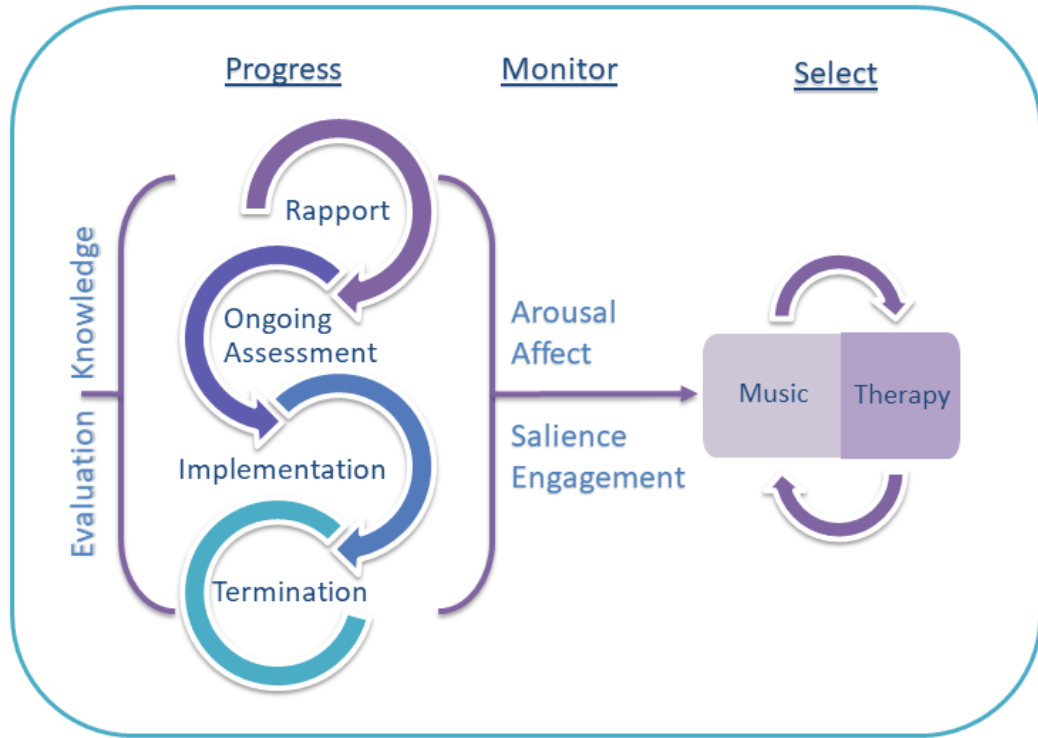 Progress
Monitor
Select
Evaluation Knowledge
Rapport
Ongoing
Assessment
Implementation
Termination
Arousal
Affect
Salience
Engagement
Music
Therapy